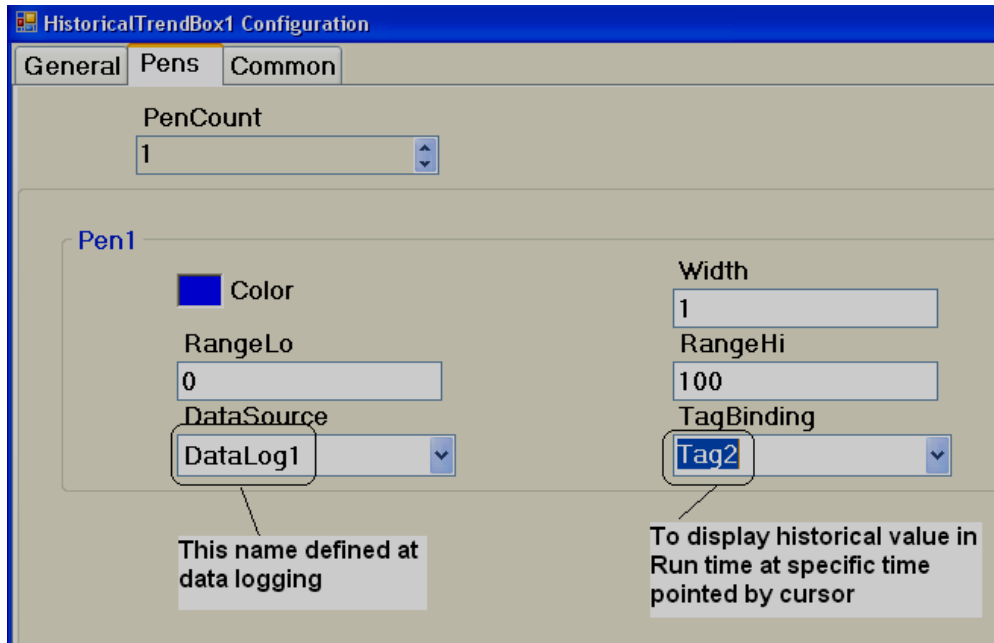 HistoricalTrendBox1 Configuration
General Pens Common
PenCount
1
Pen1
Color
Width
1
RangeLo
RangeHi
0
100
DataSource
TagBinding
DataLog1
Tag2
This name defined at
data logging
To display historical value in
Run time at specific time
pointed by cursor